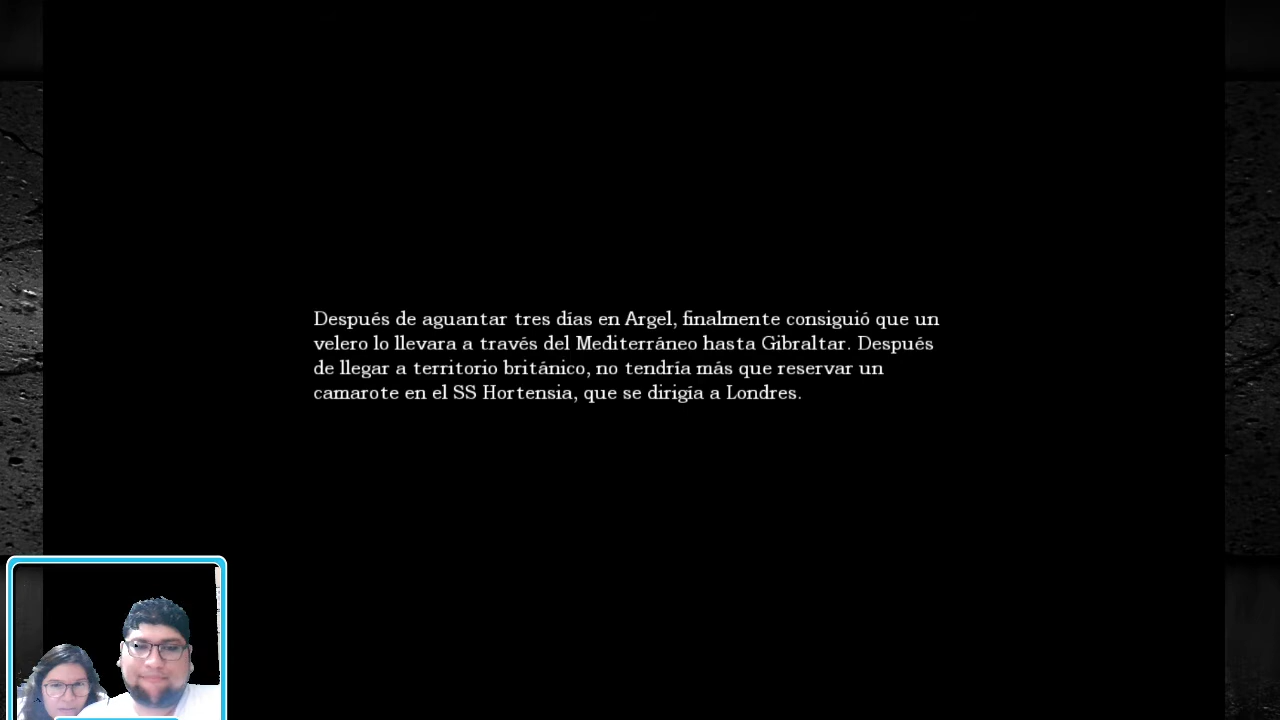 Después de aguantar tres días en Argel, finalmente consiguió que un
velero lo llevara a través del Mediterráneo hasta Gibraltar. Después
de llegar a territorio británico, no tendría más que reservar un
camarote en el SS Hortensia, que se dirigía a Londres.